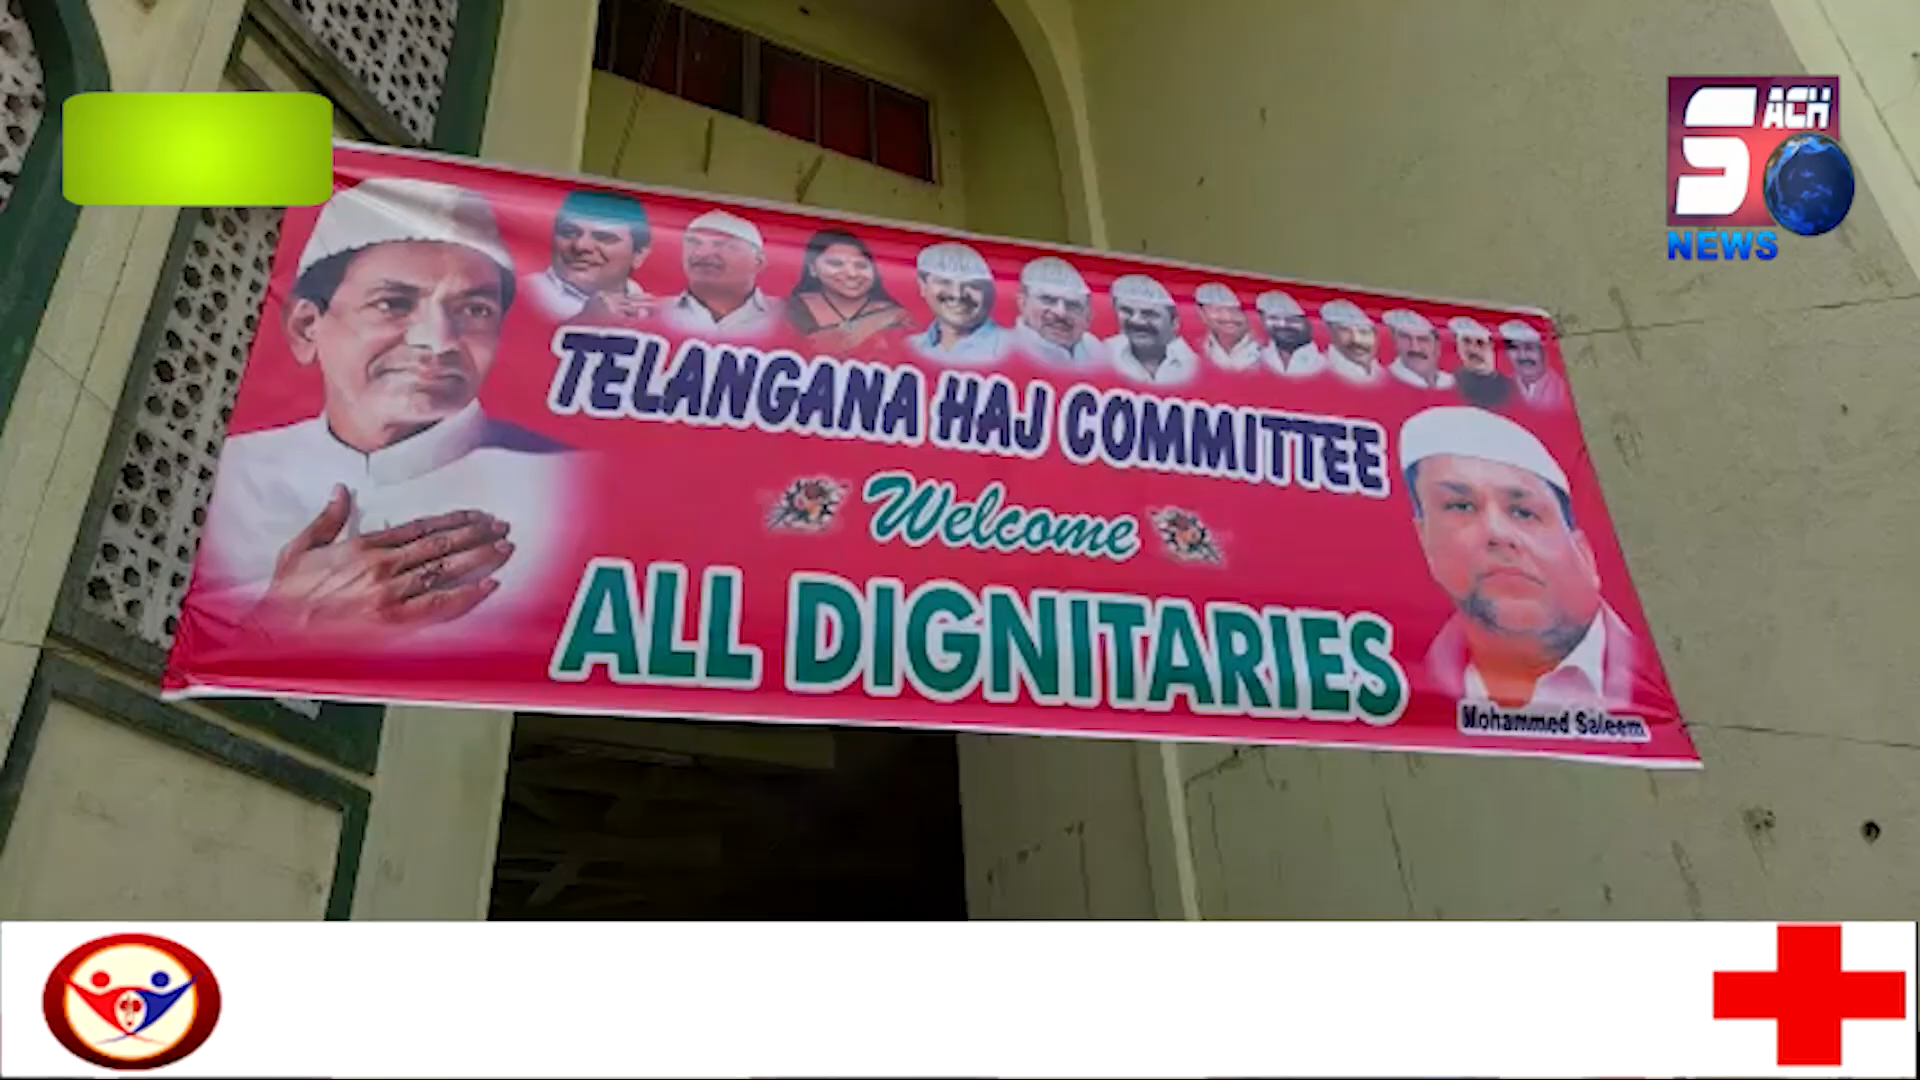 SACH
NEWS
TELANGANA HAJ COMMITTEE
Welcome
ALL DIGNITARIES
Mohammed Saleem